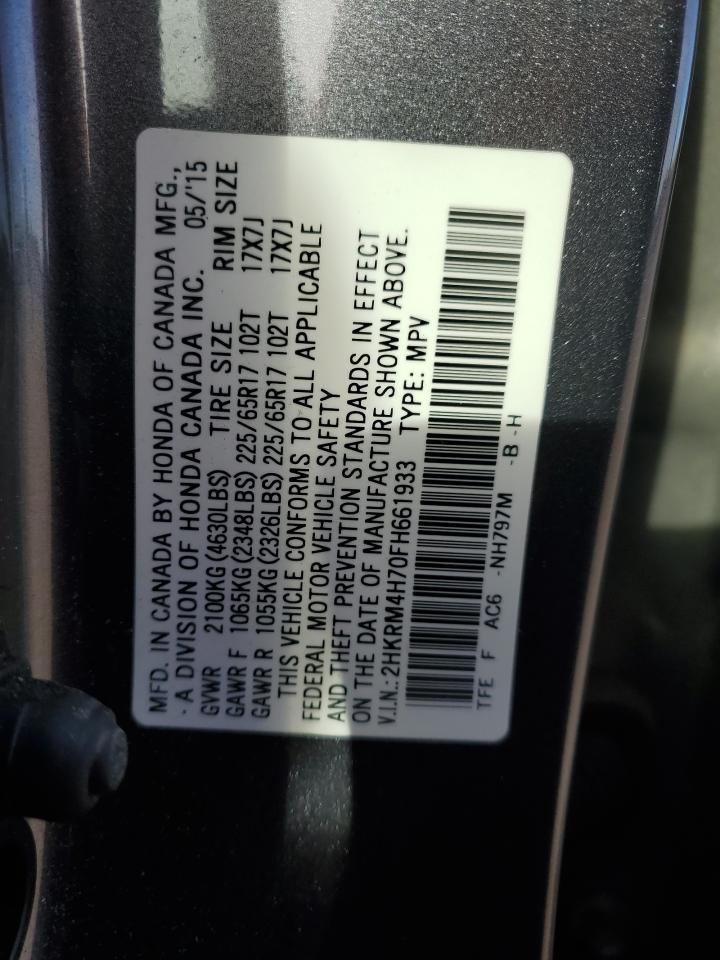 MFD. IN CANADA BY HONDA OF CANADA MFG.,
· A DIVISION OF HONDA CANADA INC. 05/'15
GVWR 2100KG (4630LBS) TIRE SIZE RIM SIZE
GAWR F 1065KG (2348LBS) 225/65R17 102T 17X7J
GAWR R 1055KG (2326LBS) 225/65R17 102T 17X7J
THIS VEHICLE CONFORMS TO ALL APPLICABLE
FEDERAL MOTOR VEHICLE SAFETY
AND THEFT PREVENTION STANDARDS IN EFFECT
ON THE DATE OF MANUFACTURE SHOWN ABOVE.
V.I.N.: 2HKRM4H70FH661933 TYPE: MPV
TFE F AC6 -NH797M -B -H